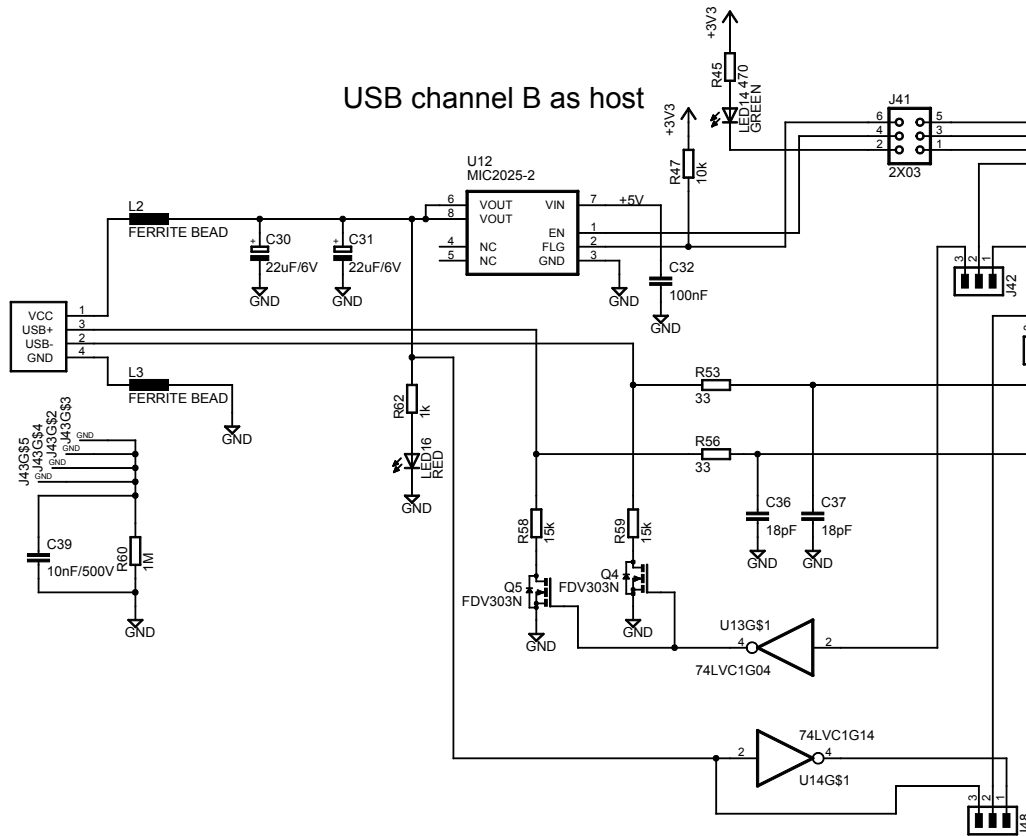 USB channel B as host
+3V3
R45
470
LED14
GREEN
+3V3
R47
10k
J41
6 5
4 3
2 1
2X03
U12
MIC2025-2
6 VOUT VIN 7 +5V
8 VOUT
EN 1
4 NC FLG 2
5 NC GND 3
L2
FERRITE BEAD
+ C30
22uF/6V
GND
+ C31
22uF/6V
GND
GND
C32
100nF
GND
3 2 1
J42
VCC 1
USB+ 3
USB- 2
GND 4
L3
FERRITE BEAD
GND
R53
33
R56
33
R62
1k
LED16
RED
GND
J43G$5
J43G$4
J43G$2
J43G$3
GND
GND
GND
GND
C39
10nF/500V
R60
1M
GND
R58
15k
R59
15k
C36
18pF
GND
C37
18pF
GND
Q5
FDV303N
GND
Q4
FDV303N
GND
U13G$1
4 2
74LVC1G04
74LVC1G14
2 4
U14G$1
3 2 1
J48